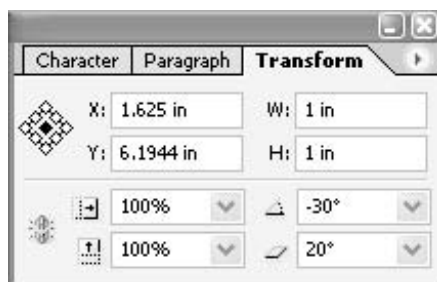 Character Paragraph Transform
X: 1.625 in W: 1 in
Y: 6.1944 in H: 1 in
100% -30°
100% 20°